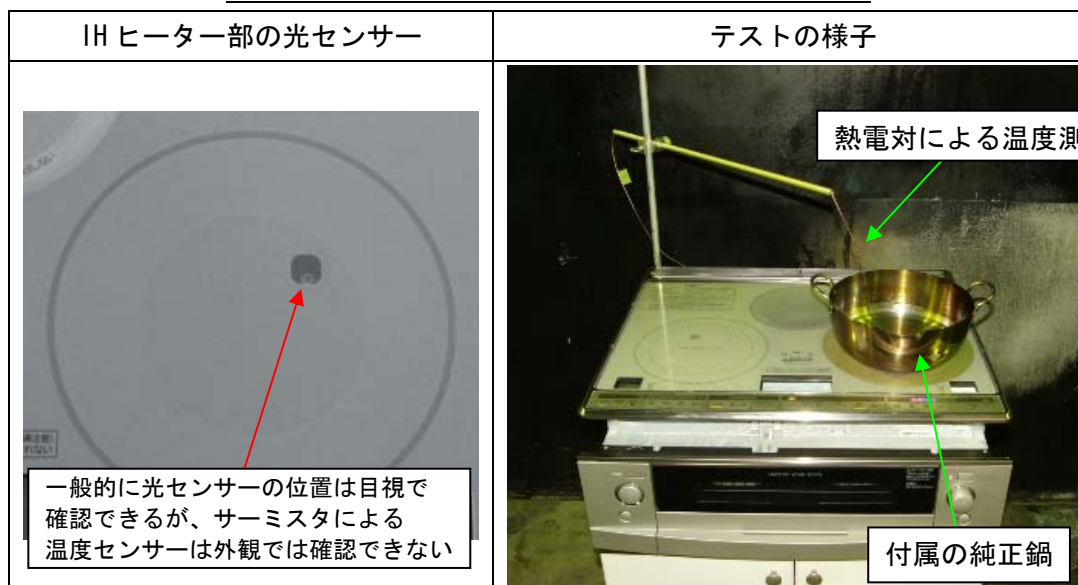 IHヒーター部の光センサー
テストの様子
熱電対による温度測
一般的に光センサーの位置は目視で
確認できるが、サーミスタによる
温度センサーは外観では確認できない
付属の純正鍋